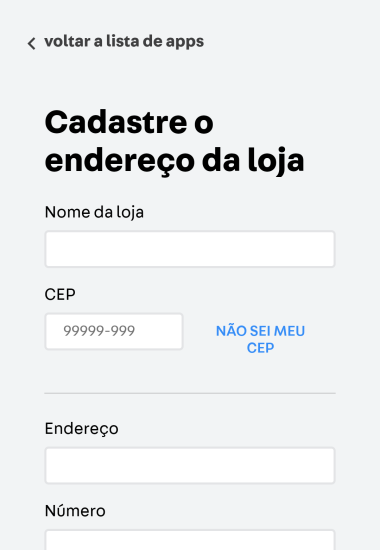 voltar a lista de apps
Cadastre o
endereço da loja
Nome da loja
CEP
99999-999
NÃO SEI MEU
CEP
Endereço
Número